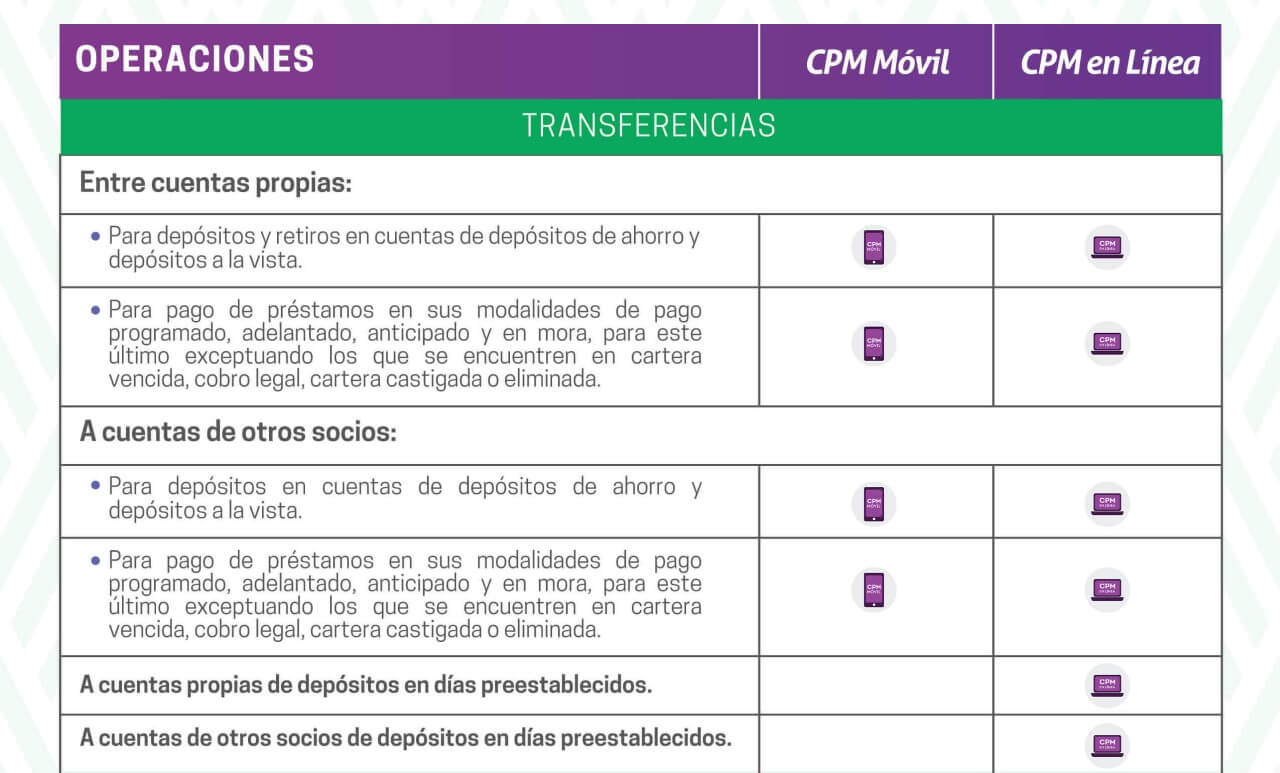 OPERACIONES CPM Móvil CPM en Línea
TRANSFERENCIAS
Entre cuentas propias:
• Para depósitos y retiros en cuentas de depósitos de ahorro y
depósitos a la vista.
CPM MÓVIL
CPM EN LÍNEA
• Para pago de préstamos en sus modalidades de pago
programado, adelantado, anticipado y en mora, para este
último exceptuando los que se encuentren en cartera
vencida, cobro legal, cartera castigada o eliminada.
CPM MÓVIL
CPM EN LÍNEA
A cuentas de otros socios:
• Para depósitos en cuentas de depósitos de ahorro y
depósitos a la vista.
CPM MÓVIL
CPM EN LÍNEA
• Para pago de préstamos en sus modalidades de pago
programado, adelantado, anticipado y en mora, para este
último exceptuando los que se encuentren en cartera
vencida, cobro legal, cartera castigada o eliminada.
CPM MÓVIL
CPM EN LÍNEA
A cuentas propias de depósitos en días preestablecidos.
CPM EN LÍNEA
A cuentas de otros socios de depósitos en días preestablecidos.
CPM EN LÍNEA